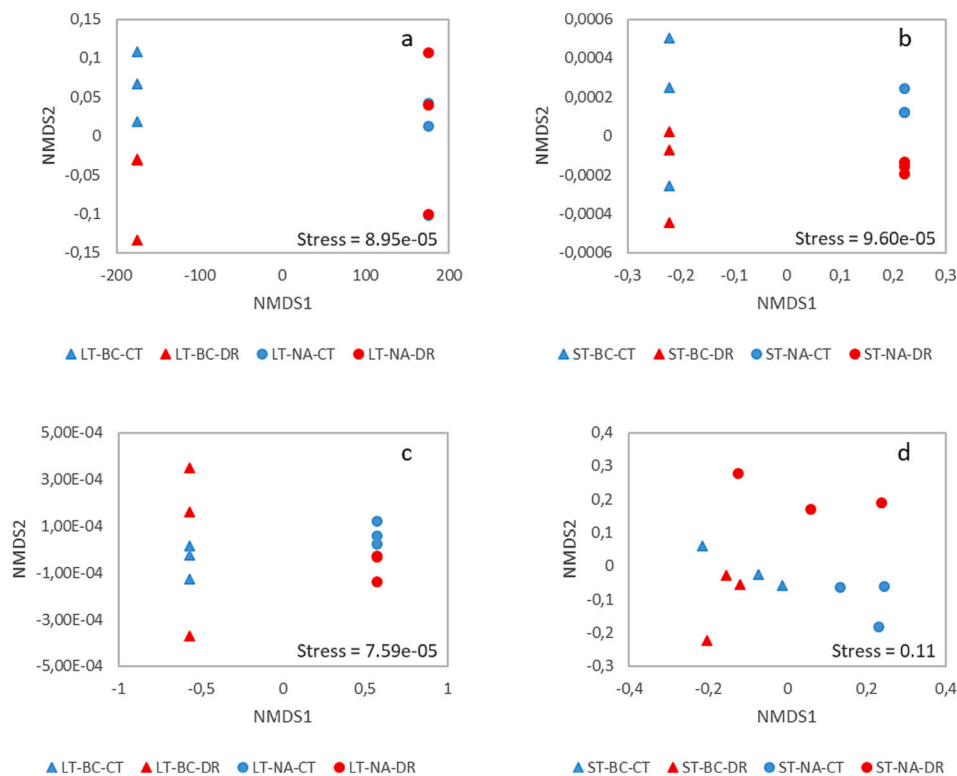 a
0,15
0,1
0,05
0
-0,05
-0,1
-0,15
NMDS2
-200 -100 0 100 200
NMDS1
Stress = 8.95e-05
LT-BC-CT LT-BC-DR LT-NA-CT LT-NA-DR
b
0,0006
0,0004
0,0002
0
-0,0002
-0,0004
-0,0006
NMDS2
-0,3 -0,2 -0,1 0 0,1 0,2 0,3
NMDS1
Stress = 9.60e-05
ST-BC-CT ST-BC-DR ST-NA-CT ST-NA-DR
c
5,00E-04
3,00E-04
1,00E-04
-1,00E-04
-3,00E-04
-5,00E-04
NMDS2
-1 -0,5 0 0,5 1
NMDS1
Stress = 7.59e-05
LT-BC-CT LT-BC-DR LT-NA-CT LT-NA-DR
d
0,4
0,3
0,2
0,1
0
-0,1
-0,2
-0,3
NMDS2
-0,4 -0,2 0 0,2 0,4
NMDS1
Stress = 0.11
ST-BC-CT ST-BC-DR ST-NA-CT ST-NA-DR